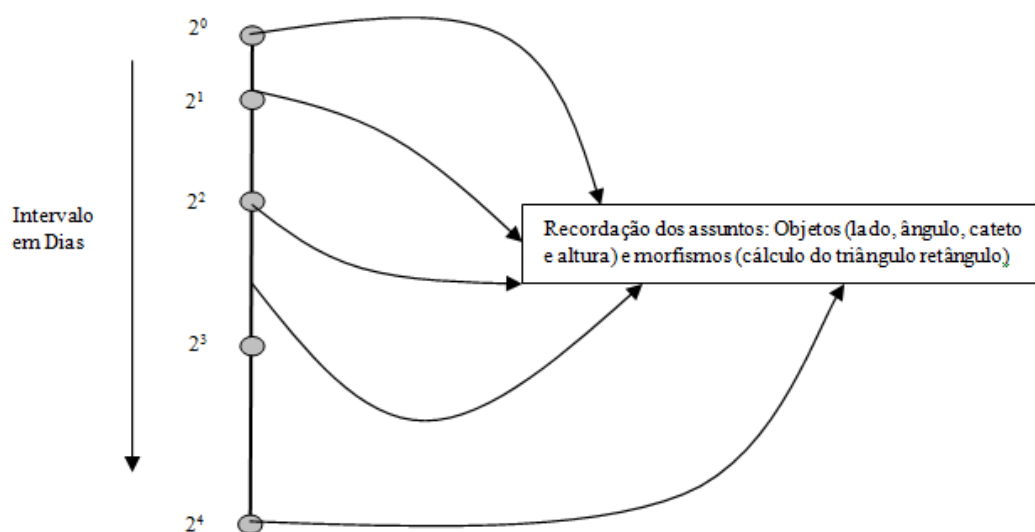 2⁰
2¹
2²
Intervalo
em Dias
Recordação dos assuntos: Objetos (lado, ângulo, cateto
e altura) e morfismos (cálculo do triângulo retângulo)
2³
2⁴